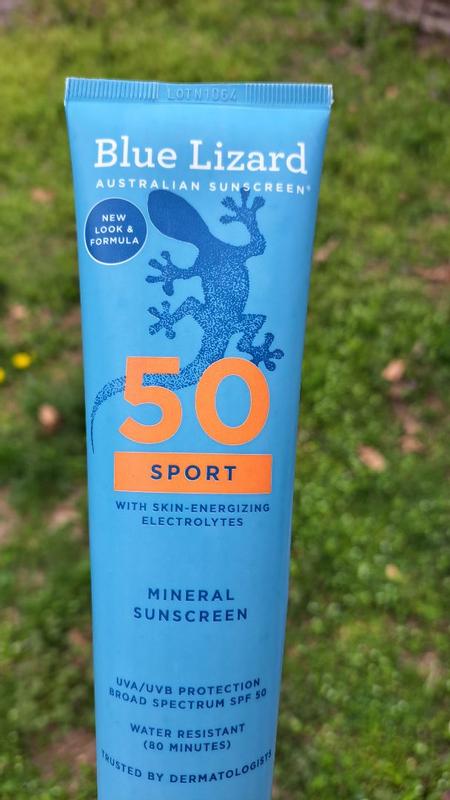 LOTN1064
Blue Lizard
AUSTRALIAN SUNSCREEN®
NEW
LOOK &
FORMULA
50
SPORT
WITH SKIN-ENERGIZING
ELECTROLYTES
MINERAL
SUNSCREEN
UVA/UVB PROTECTION
BROAD SPECTRUM SPF 50
WATER RESISTANT
(80 MINUTES)
TRUSTED BY DERMATOLOGISTS